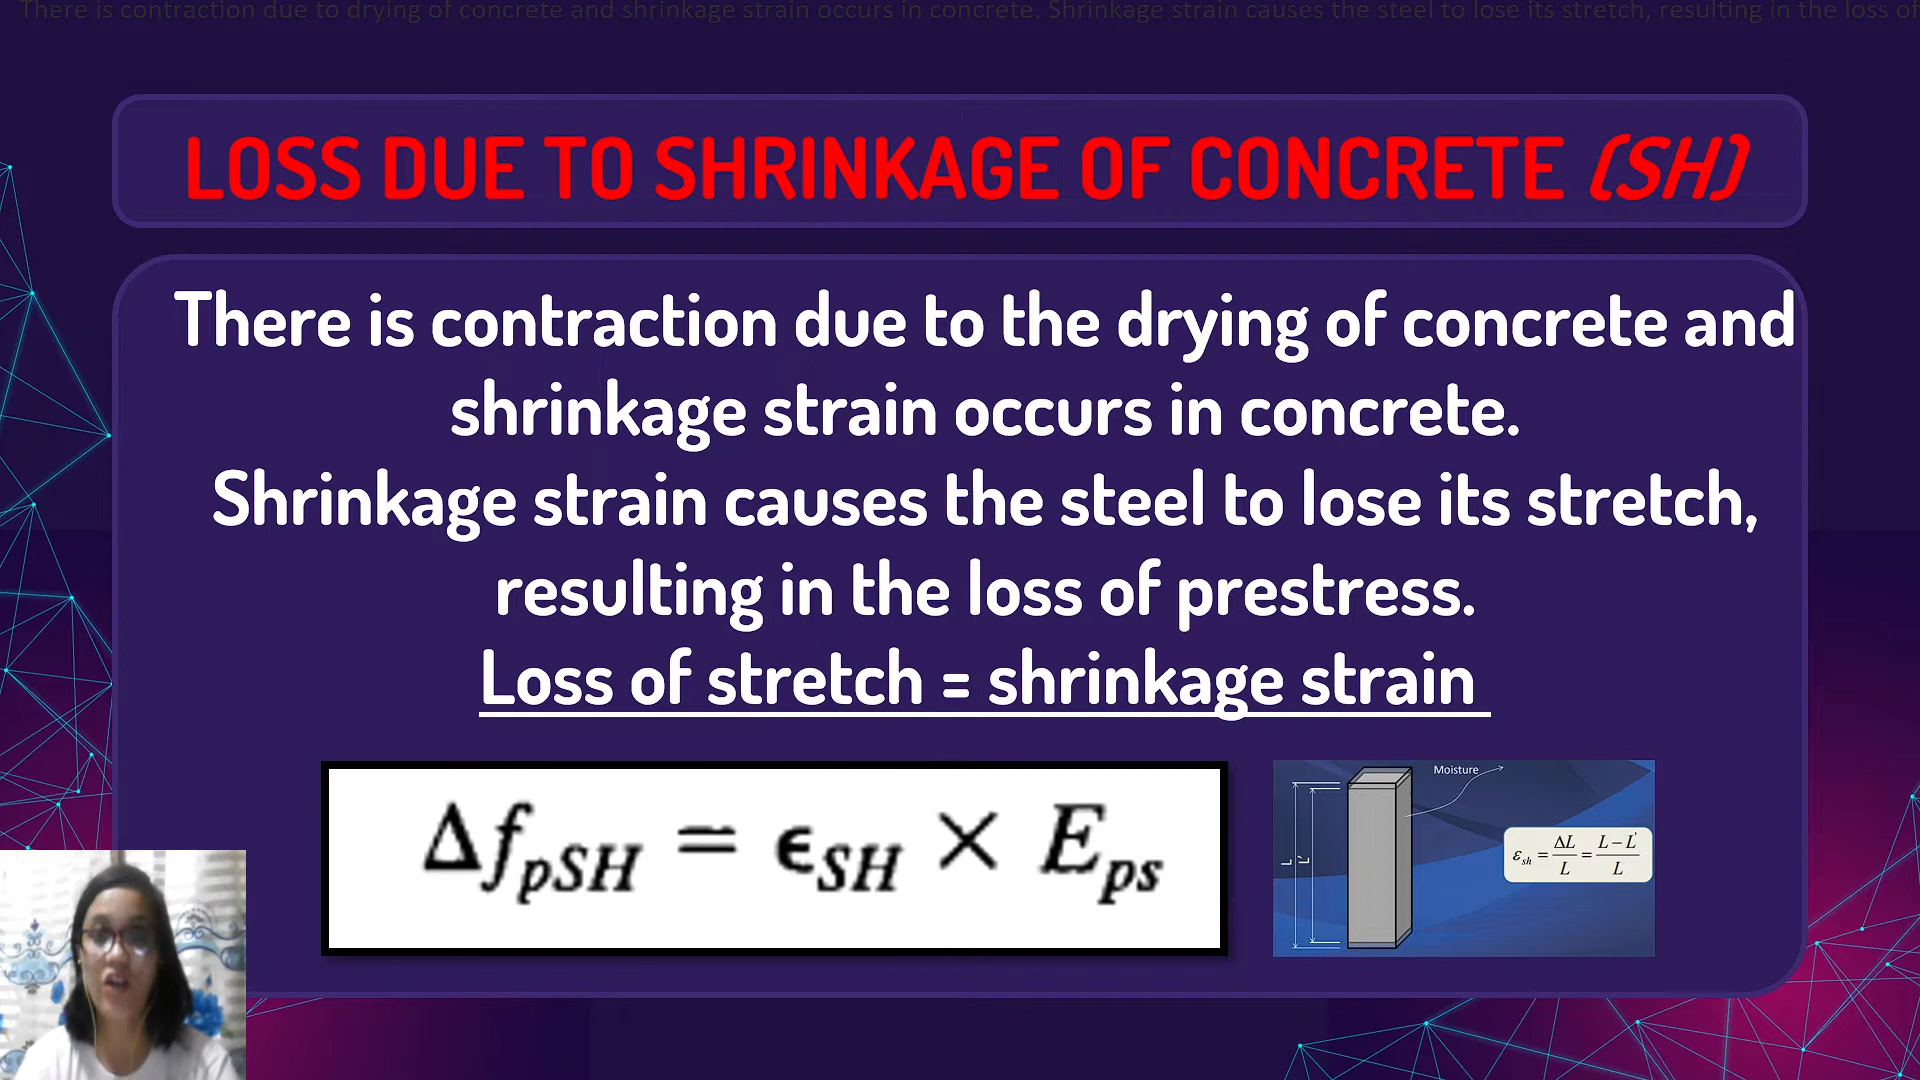 There is contraction due to drying of concrete and shrinkage strain occurs in concrete. Shrinkage strain causes the steel to lose its stretch, resulting in the loss of
LOSS DUE TO SHRINKAGE OF CONCRETE (SH)
There is contraction due to the drying of concrete and
shrinkage strain occurs in concrete.
Shrinkage strain causes the steel to lose its stretch,
resulting in the loss of prestress.
Loss of stretch = shrinkage strain
Δf_pSH = ϵ_SH × E_ps
Moisture
L L'
ε_sh = ΔL/L = (L − L')/L